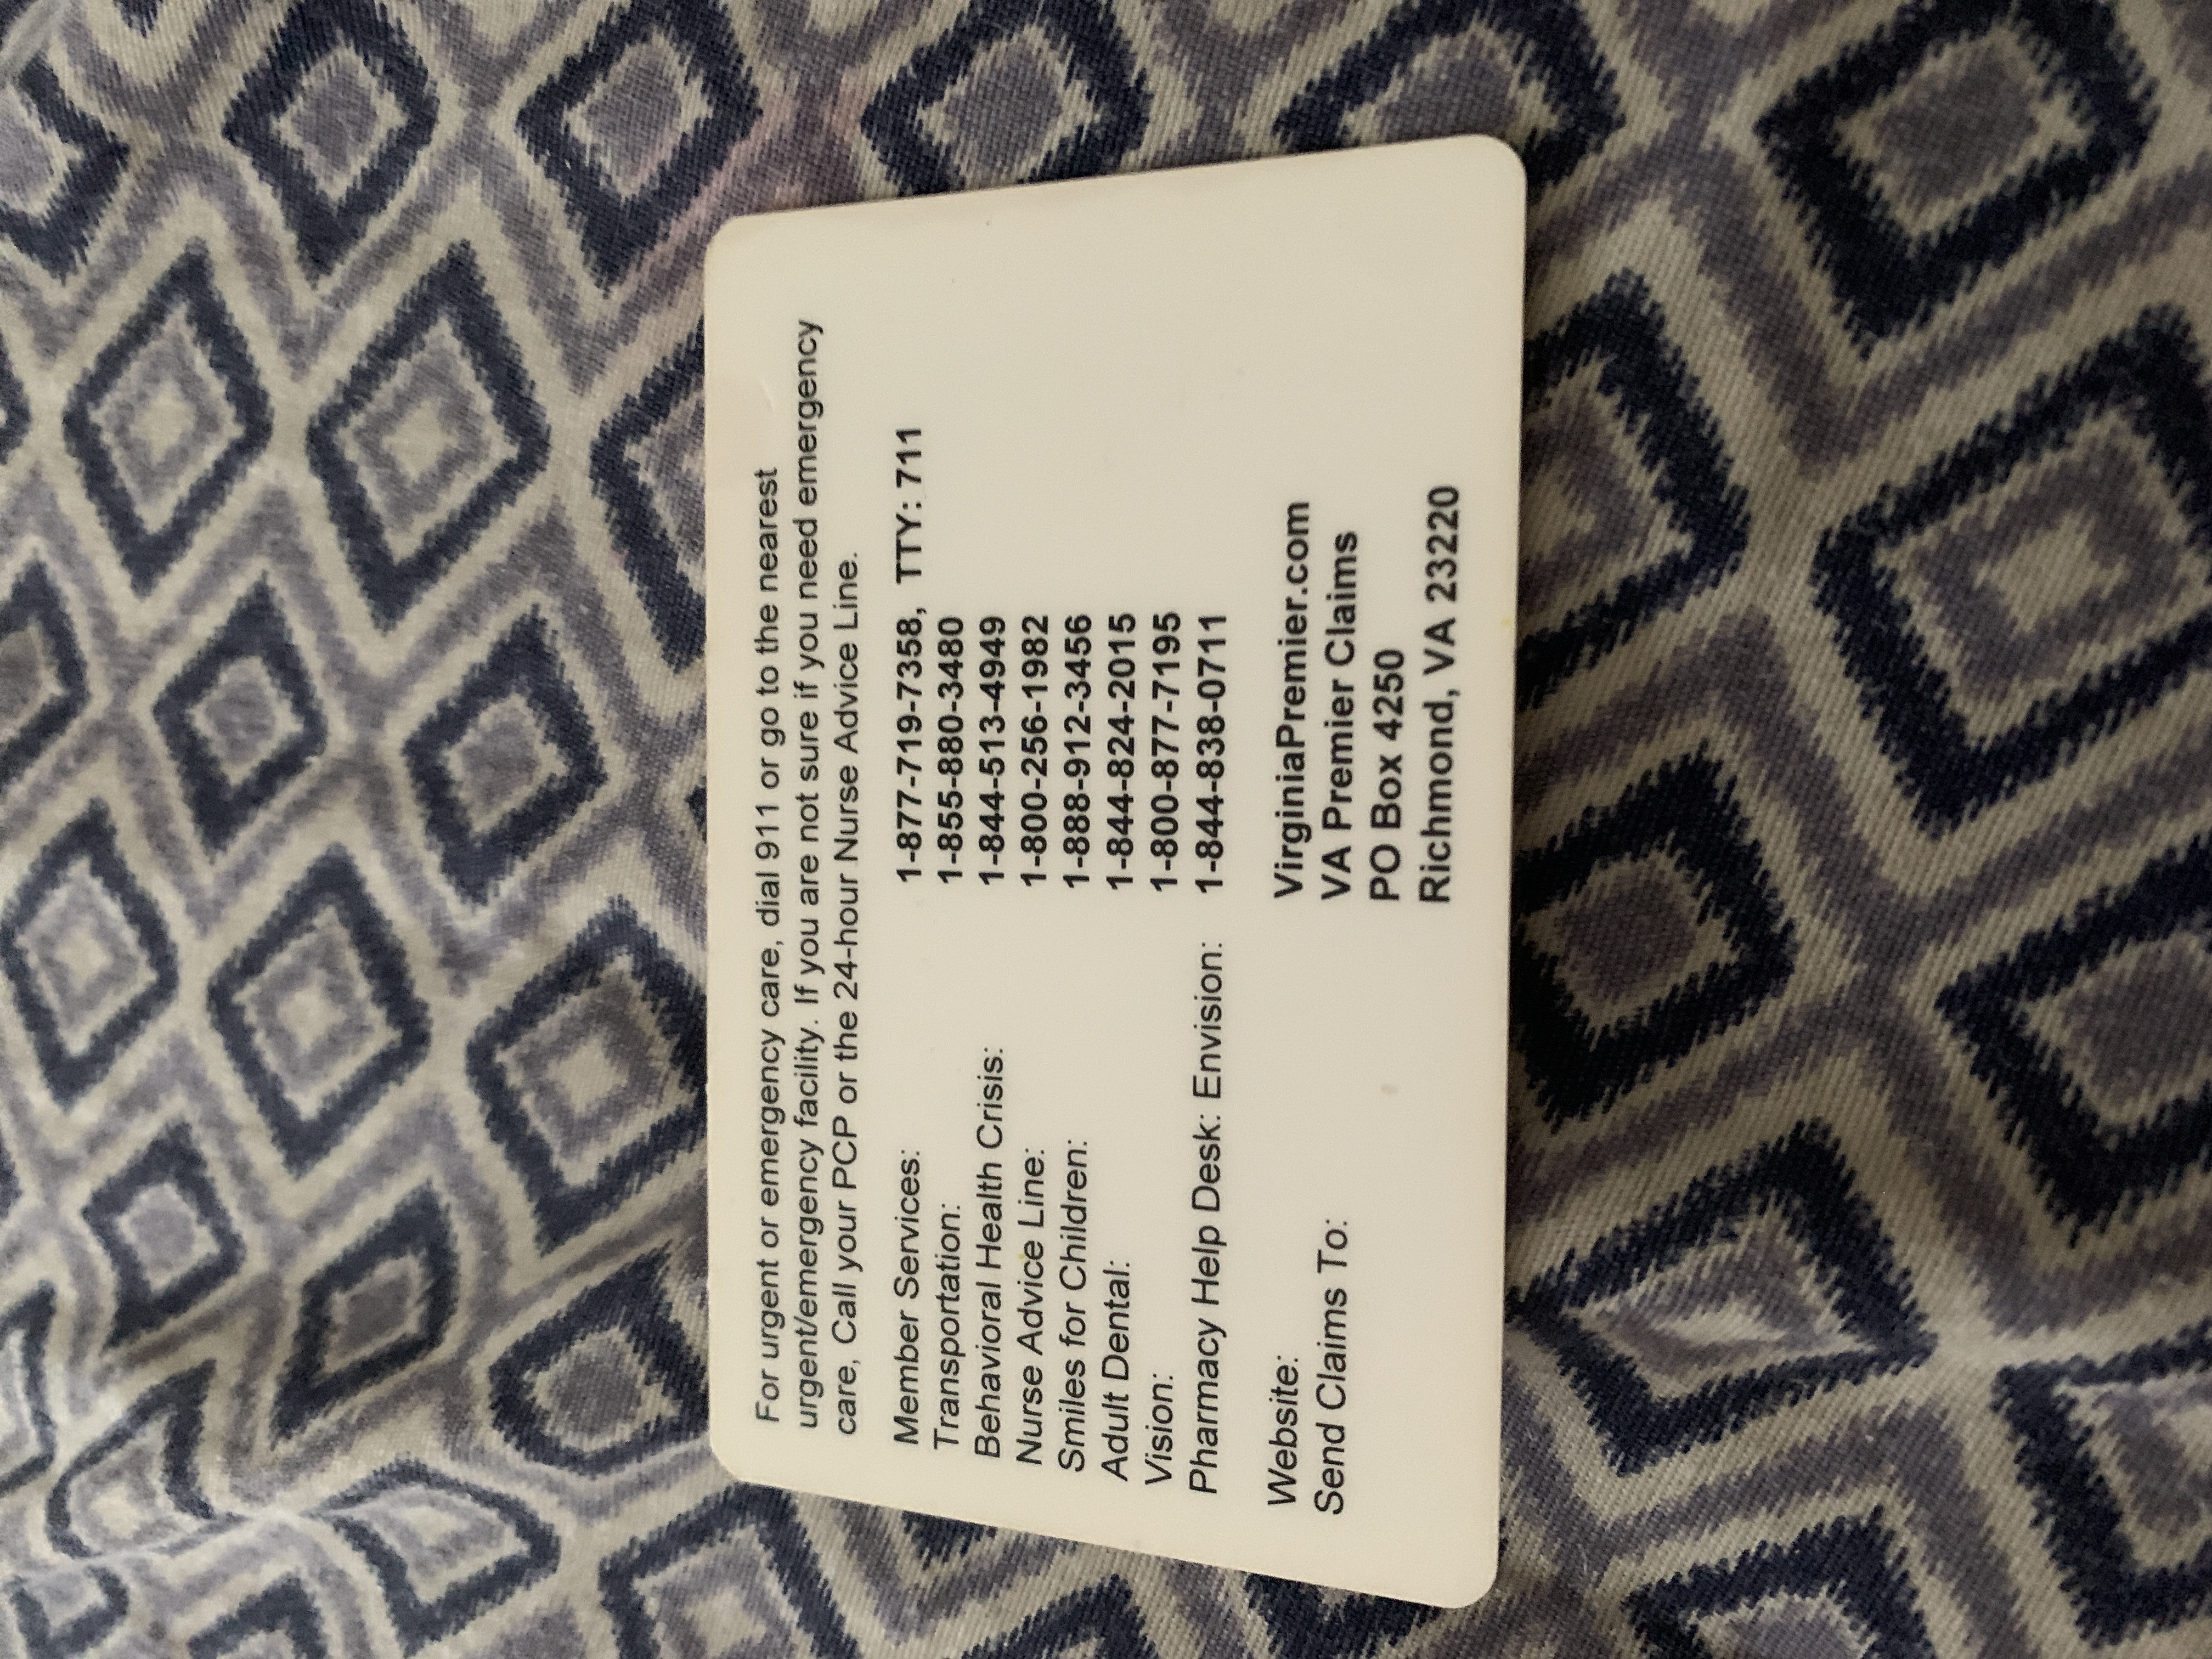 For urgent or emergency care, dial 911 or go to the nearest
urgent/emergency facility. If you are not sure if you need emergency
care, Call your PCP or the 24-hour Nurse Advice Line.
Member Services: 1-877-719-7358, TTY: 711
Transportation: 1-855-880-3480
Behavioral Health Crisis: 1-844-513-4949
Nurse Advice Line: 1-800-256-1982
Smiles for Children: 1-888-912-3456
Adult Dental: 1-844-824-2015
Vision: 1-800-877-7195
Pharmacy Help Desk: Envision: 1-844-838-0711
Website: VirginiaPremier.com
Send Claims To: VA Premier Claims
PO Box 4250
Richmond, VA 23220